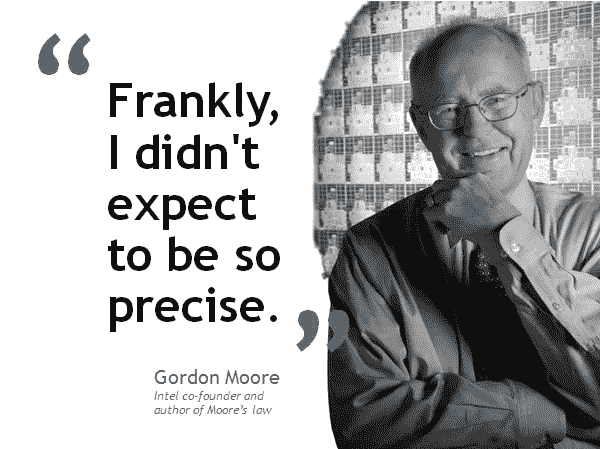 “
Frankly,
I didn't
expect
to be so
precise.
”
Gordon Moore
Intel co-founder and
author of Moore’s law